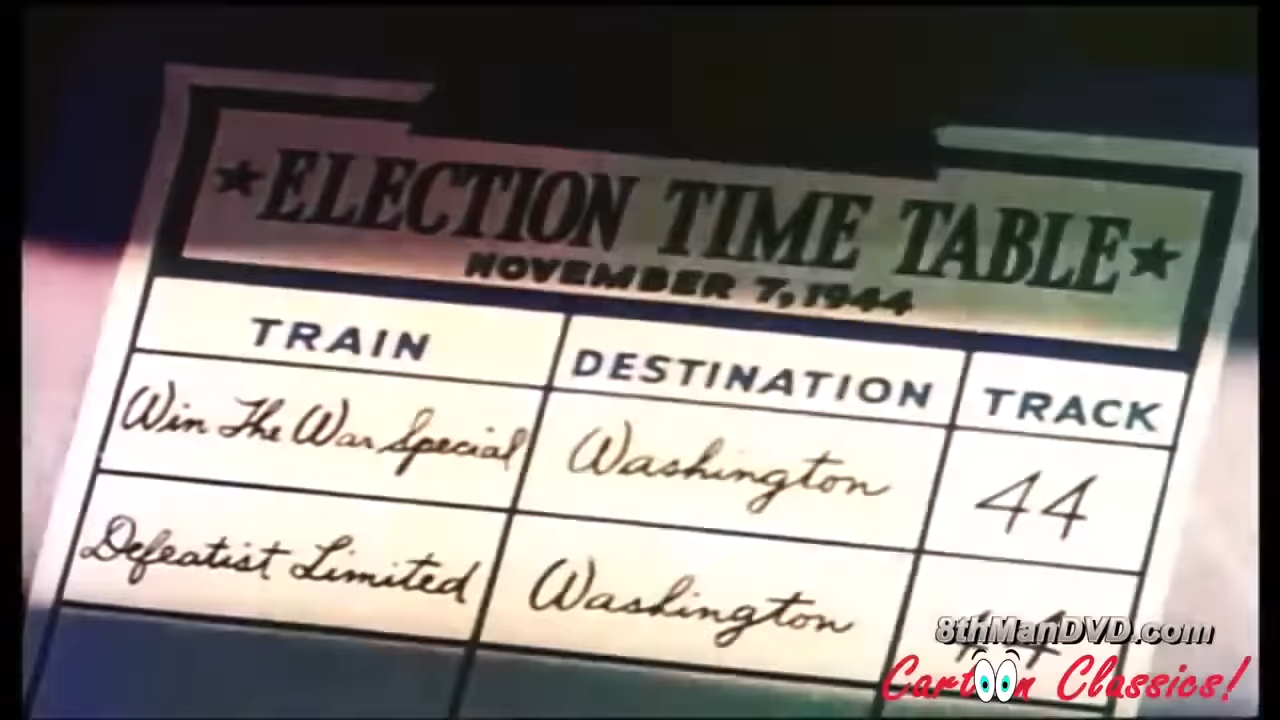 ★ELECTION TIME TABLE★
NOVEMBER 7, 1944
TRAIN DESTINATION TRACK
Win The War Special Washington 44
Defeatist Limited Washington 44
8thManDVD.com
Cartoon Classics!